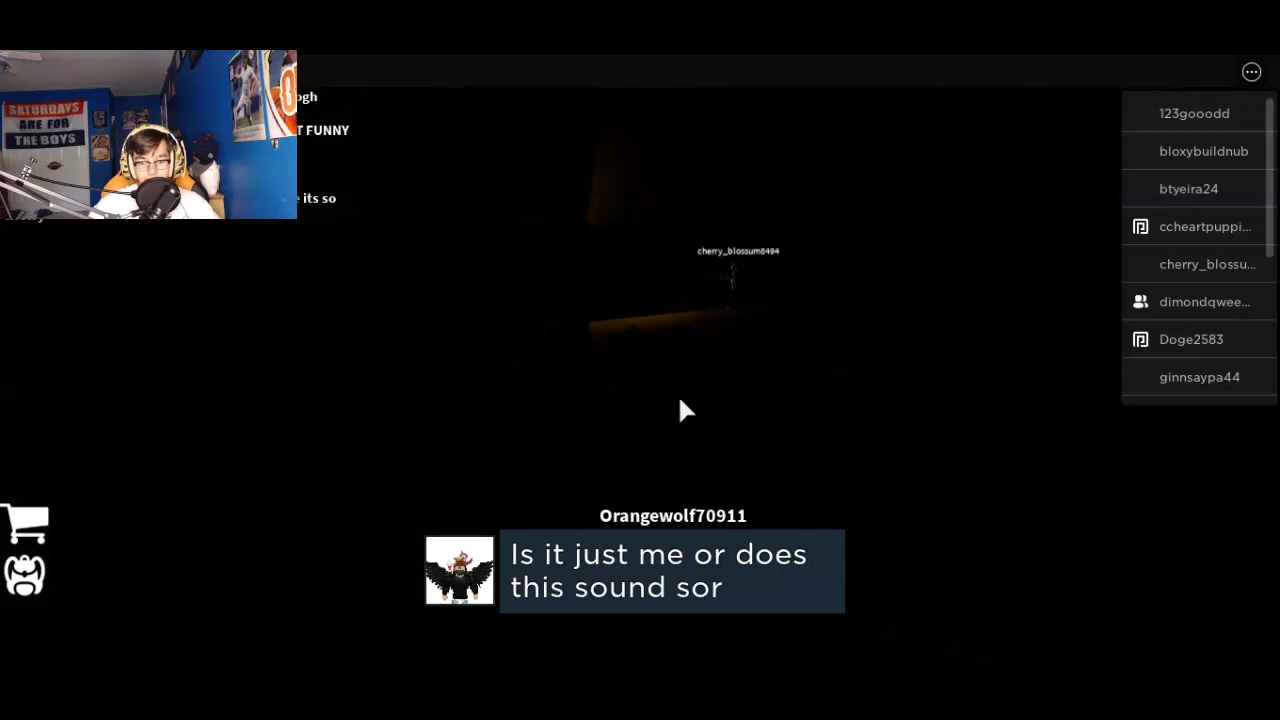 SATURDAYS
ARE FOR
THE BOYS
ogh
T FUNNY
e its so
cherry_blossum8494
123gooodd
bloxybuildnub
btyeira24
ccheartpuppi...
cherry_blossu...
dimondqwee...
Doge2583
ginnsaypa44
Orangewolf70911
Is it just me or does
this sound sor